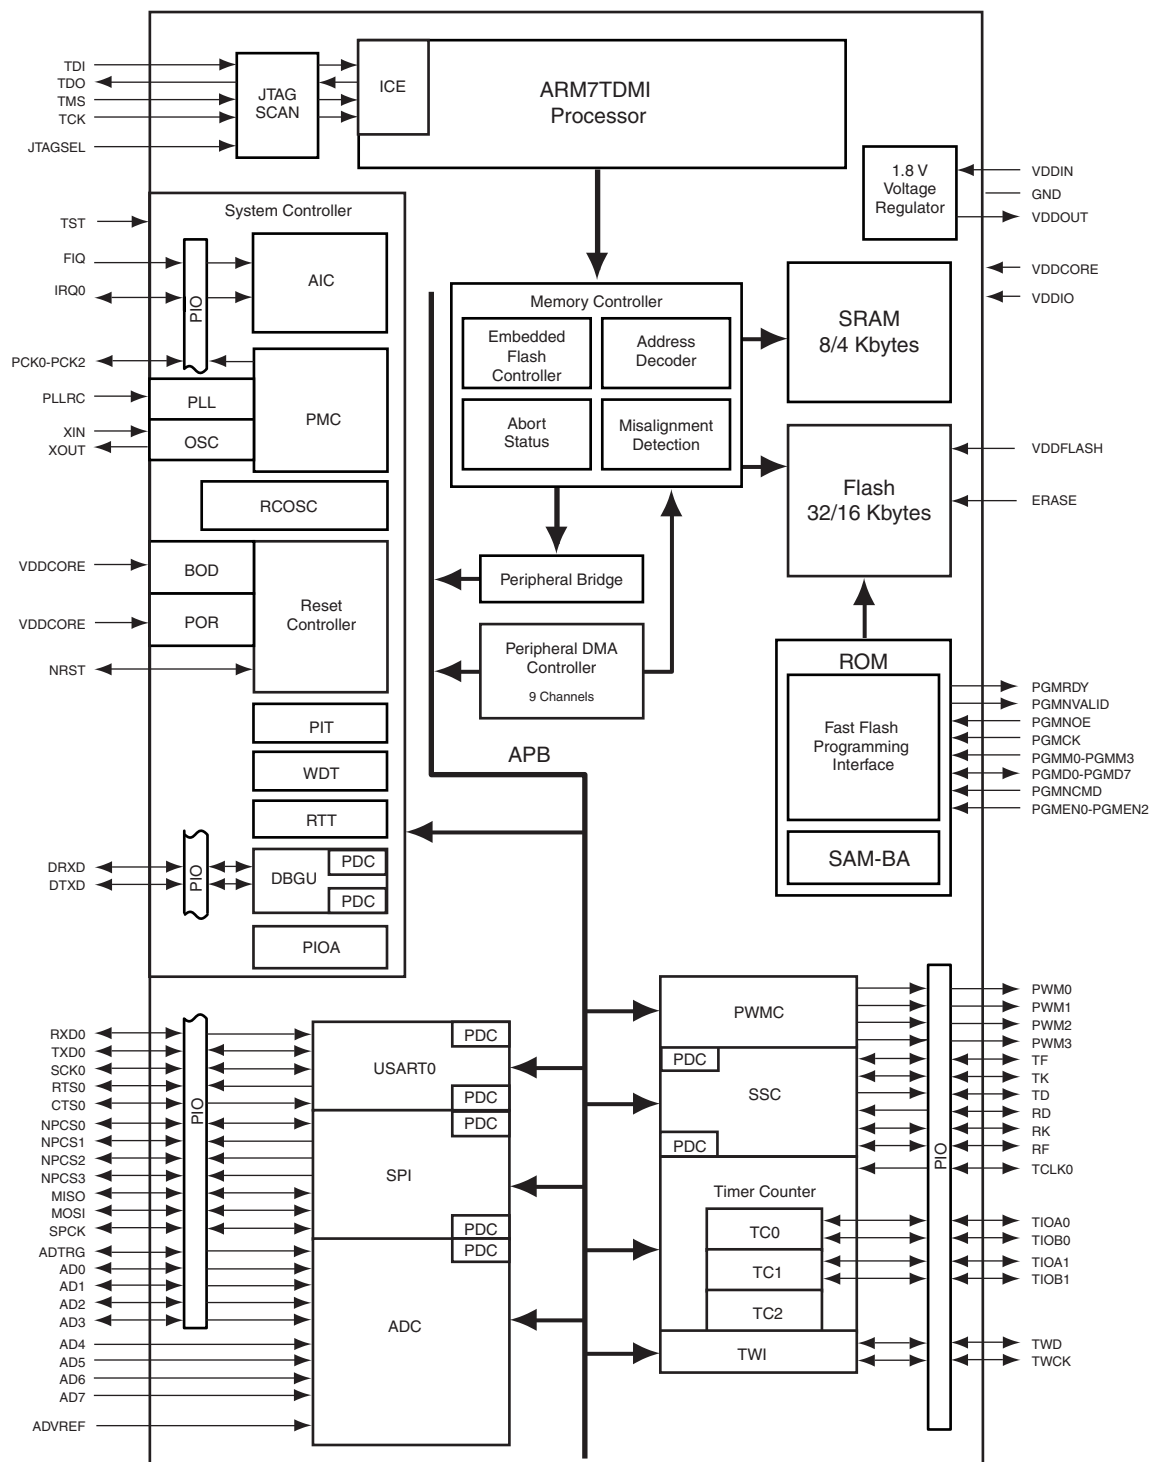 TDI
TDO
TMS
TCK
JTAGSEL
JTAG
SCAN
ICE
ARM7TDMI
Processor
1.8 V
Voltage
Regulator
VDDIN
GND
VDDOUT
VDDCORE
VDDIO
System Controller
TST
FIQ
IRQ0
PIO
AIC
PCK0-PCK2
PLLRC
PLL
XIN
OSC
XOUT
PMC
RCOSC
VDDCORE
BOD
VDDCORE
POR
Reset
Controller
NRST
PIT
WDT
RTT
DRXD
DTXD
PIO
DBGU
PDC
PDC
PIOA
Memory Controller
Embedded
Flash
Controller
Address
Decoder
Abort
Status
Misalignment
Detection
SRAM
8/4 Kbytes
Flash
32/16 Kbytes
VDDFLASH
ERASE
Peripheral Bridge
Peripheral DMA
Controller
9 Channels
APB
ROM
Fast Flash
Programming
Interface
SAM-BA
PGMRDY
PGMNVALID
PGMNOE
PGMCK
PGMM0-PGMM3
PGMD0-PGMD7
PGMNCMD
PGMEN0-PGMEN2
RXD0
TXD0
SCK0
RTS0
CTS0
NPCS0
NPCS1
NPCS2
NPCS3
MISO
MOSI
SPCK
ADTRG
AD0
AD1
AD2
AD3
AD4
AD5
AD6
AD7
ADVREF
PIO
PDC
USART0
PDC
PDC
SPI
PDC
PDC
ADC
PWMC
PDC
SSC
PDC
Timer Counter
TC0
TC1
TC2
TWI
PIO
PWM0
PWM1
PWM2
PWM3
TF
TK
TD
RD
RK
RF
TCLK0
TIOA0
TIOB0
TIOA1
TIOB1
TWD
TWCK